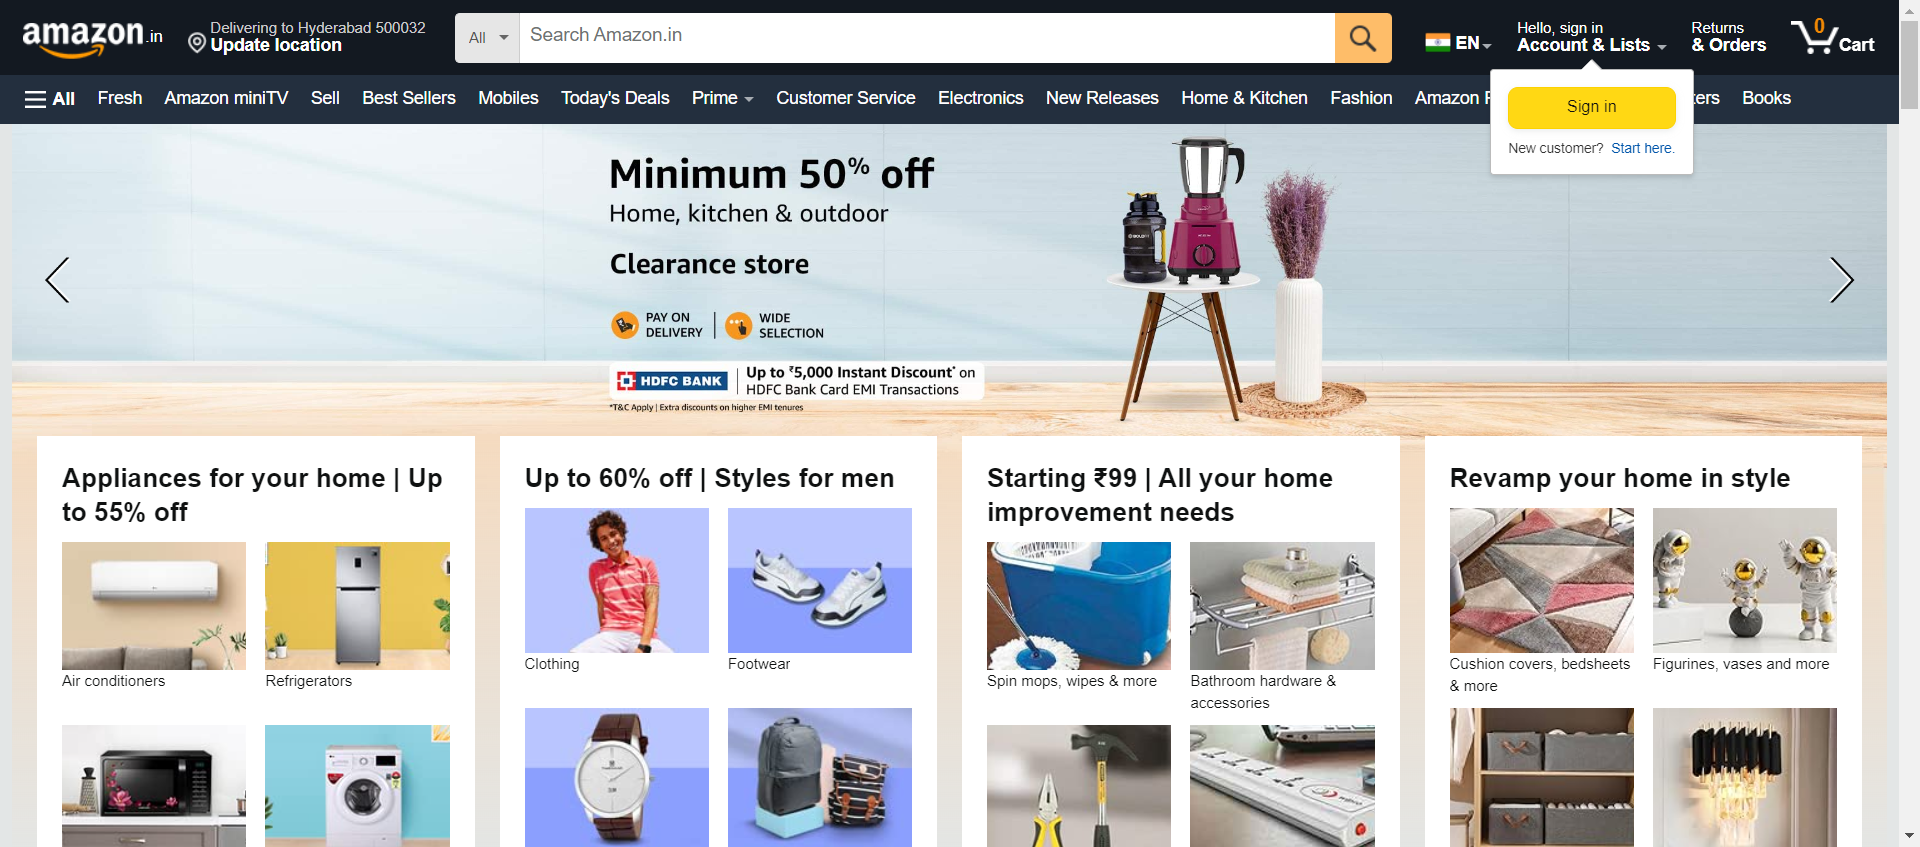 amazon.in
Delivering to Hyderabad 500032
Update location
All
Search Amazon.in
EN
Hello, sign in
Account & Lists
Returns
& Orders
0
Cart
All
Fresh
Amazon miniTV
Sell
Best Sellers
Mobiles
Today's Deals
Prime
Customer Service
Electronics
New Releases
Home & Kitchen
Fashion
Amazon
Books
Sign in
New customer? Start here.
Minimum 50% off
Home, kitchen & outdoor
Clearance store
PAY ON
DELIVERY
WIDE
SELECTION
HDFC BANK
Up to ₹5,000 Instant Discount* on
HDFC Bank Card EMI Transactions
*T&C Apply | Extra discounts on higher EMI tenures
Appliances for your home | Up
to 55% off
Air conditioners
Refrigerators
Up to 60% off | Styles for men
Clothing
Footwear
Starting ₹99 | All your home
improvement needs
Spin mops, wipes & more
Bathroom hardware &
accessories
Revamp your home in style
Cushion covers, bedsheets
& more
Figurines, vases and more